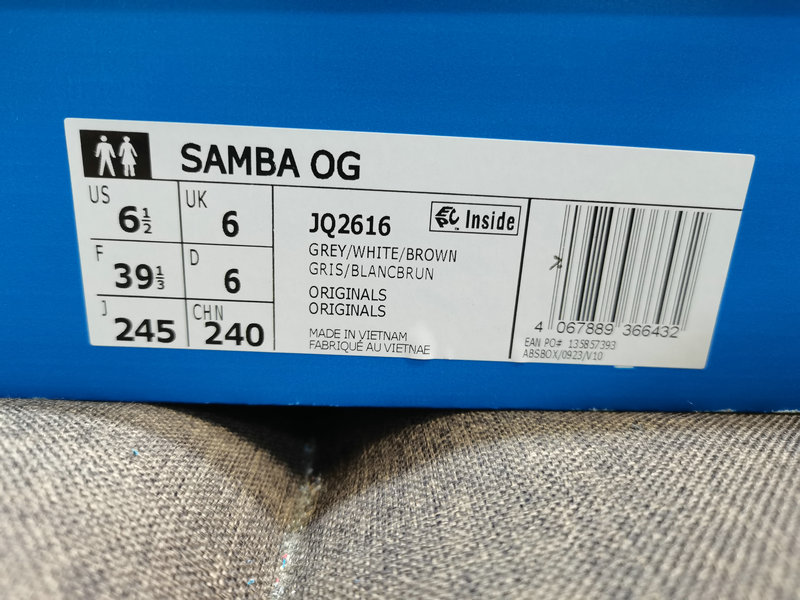 SAMBA OG
US 6½ UK 6
F 39⅓ D 6
J 245 CHN 240
JQ2616 EPC Inside
GREY/WHITE/BROWN
GRIS/BLANCBRUN
ORIGINALS
ORIGINALS
MADE IN VIETNAM
FABRIQUÉ AU VIETNAE
4 067889 366432
EAN PO# 135857393
ABSBOX/0923/V10